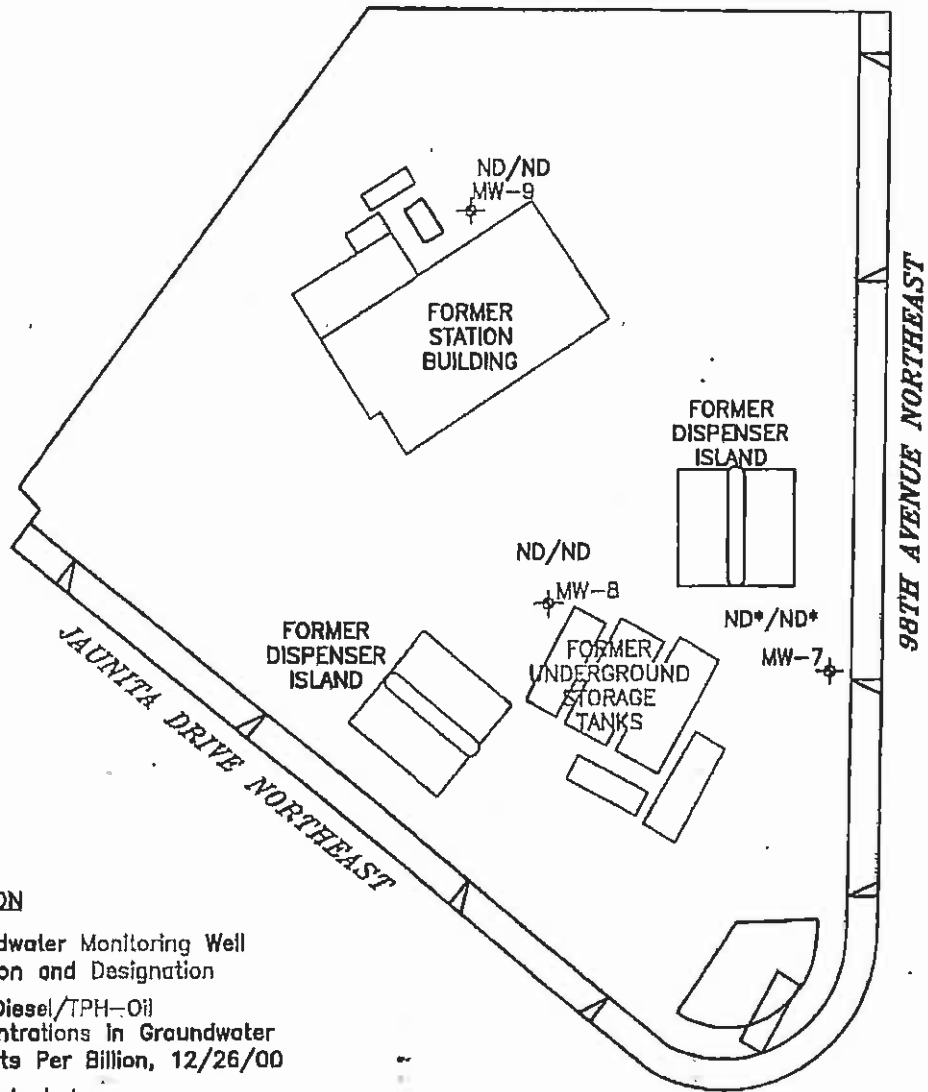 ND/ND
MW-9
FORMER
STATION
BUILDING
98TH AVENUE NORTHEAST
FORMER
DISPENSER
ISLAND
ND/ND
MW-8
ND*/ND*
MW-7
FORMER
DISPENSER
ISLAND
FORMER
UNDERGROUND
STORAGE
TANKS
JAUNITA DRIVE NORTHEAST
ON
dwater Monitoring Well
on and Designation
Diesel/TPH-Oil
ntrations in Groundwater
ts Per Billion, 12/26/00